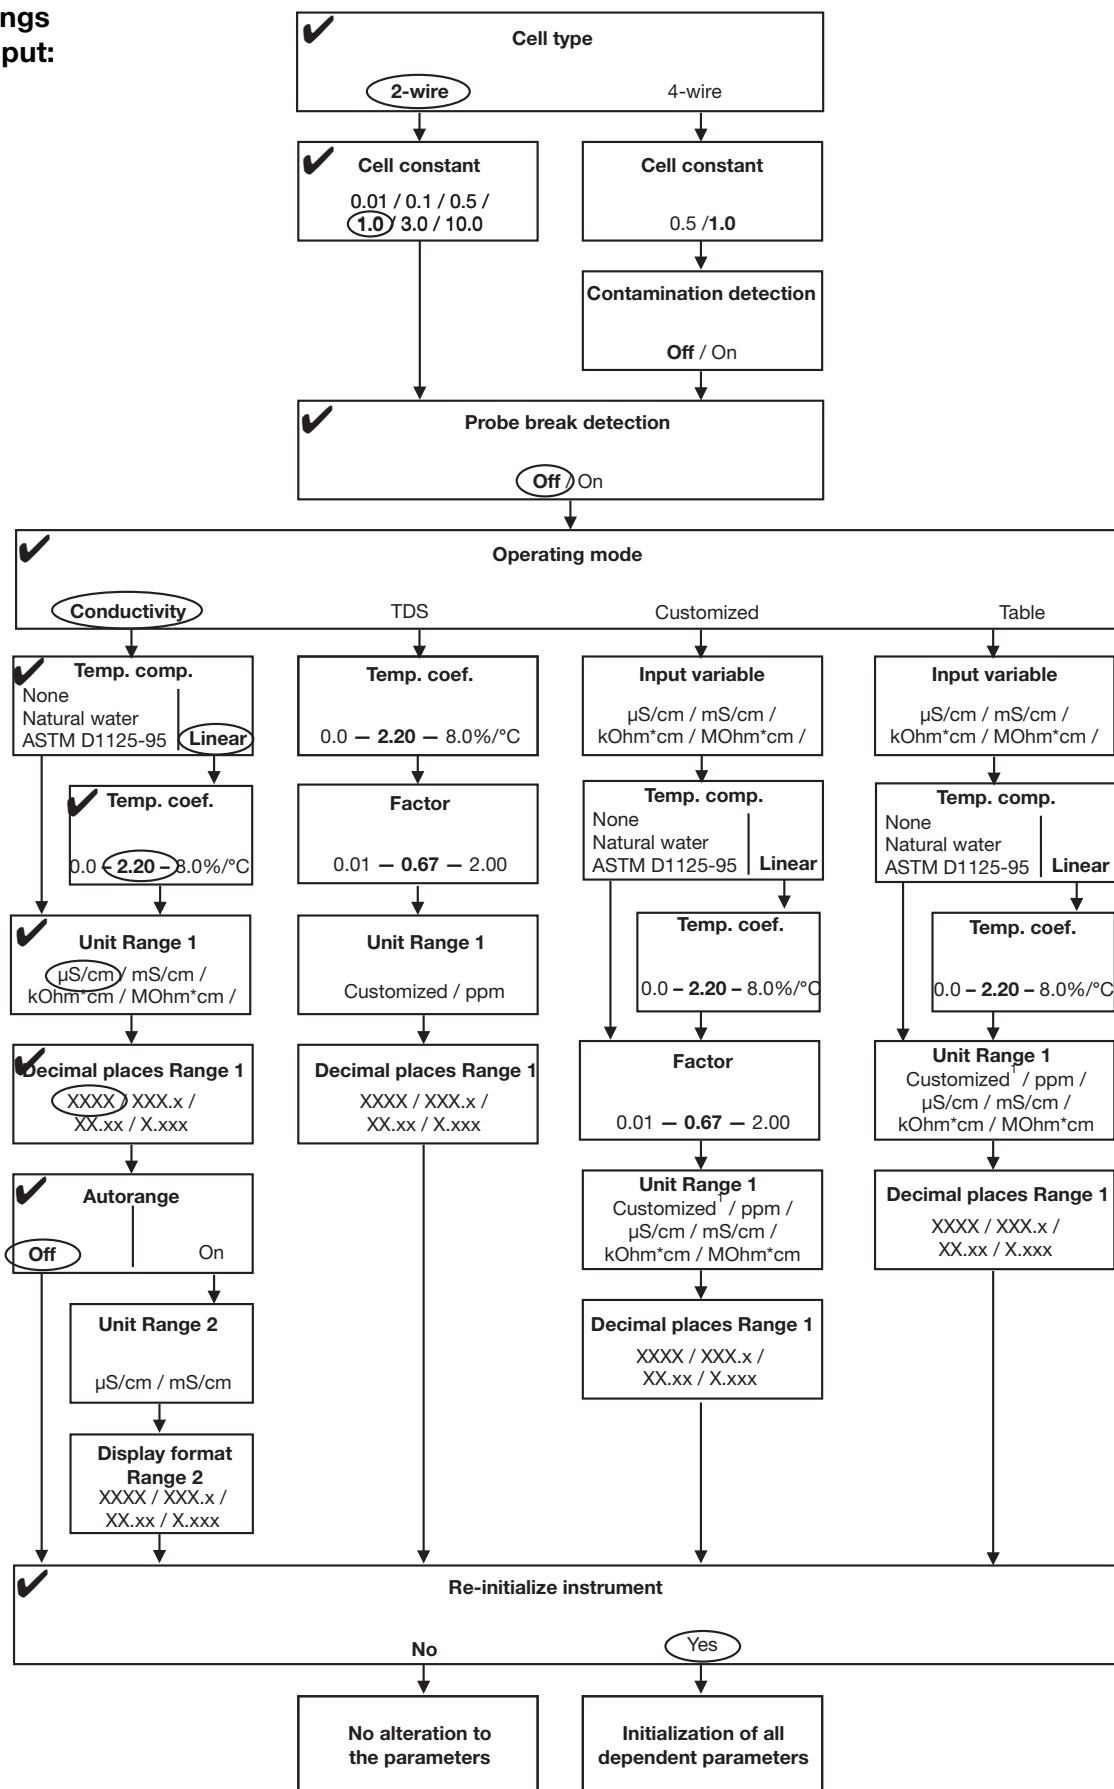 ngs
put:
Cell type
2-wire
4-wire
Cell constant
0.01 / 0.1 / 0.5 /
1.0 / 3.0 / 10.0
Cell constant
0.5 /1.0
Contamination detection
Off / On
Probe break detection
Off / On
Operating mode
Conductivity
TDS
Customized
Table
Temp. comp.
None
Natural water
ASTM D1125-95
Linear
Temp. coef.
0.0 – 2.20 – 8.0%/°C
Unit Range 1
µS/cm / mS/cm /
kOhm*cm / MOhm*cm /
Decimal places Range 1
XXXX / XXX.x /
XX.xx / X.xxx
Autorange
Off
On
Unit Range 2
µS/cm / mS/cm
Display format
Range 2
XXXX / XXX.x /
XX.xx / X.xxx
Temp. coef.
0.0 – 2.20 – 8.0%/°C
Factor
0.01 – 0.67 – 2.00
Unit Range 1
Customized / ppm
Decimal places Range 1
XXXX / XXX.x /
XX.xx / X.xxx
Input variable
µS/cm / mS/cm /
kOhm*cm / MOhm*cm /
Temp. comp.
None
Natural water
ASTM D1125-95
Linear
Temp. coef.
0.0 – 2.20 – 8.0%/°C
Factor
0.01 – 0.67 – 2.00
Unit Range 1
Customized¹ / ppm /
µS/cm / mS/cm /
kOhm*cm / MOhm*cm
Decimal places Range 1
XXXX / XXX.x /
XX.xx / X.xxx
Input variable
µS/cm / mS/cm /
kOhm*cm / MOhm*cm /
Temp. comp.
None
Natural water
ASTM D1125-95
Linear
Temp. coef.
0.0 – 2.20 – 8.0%/°C
Unit Range 1
Customized¹ / ppm /
µS/cm / mS/cm /
kOhm*cm / MOhm*cm
Decimal places Range 1
XXXX / XXX.x /
XX.xx / X.xxx
Re-initialize instrument
No
Yes
No alteration to
the parameters
Initialization of all
dependent parameters